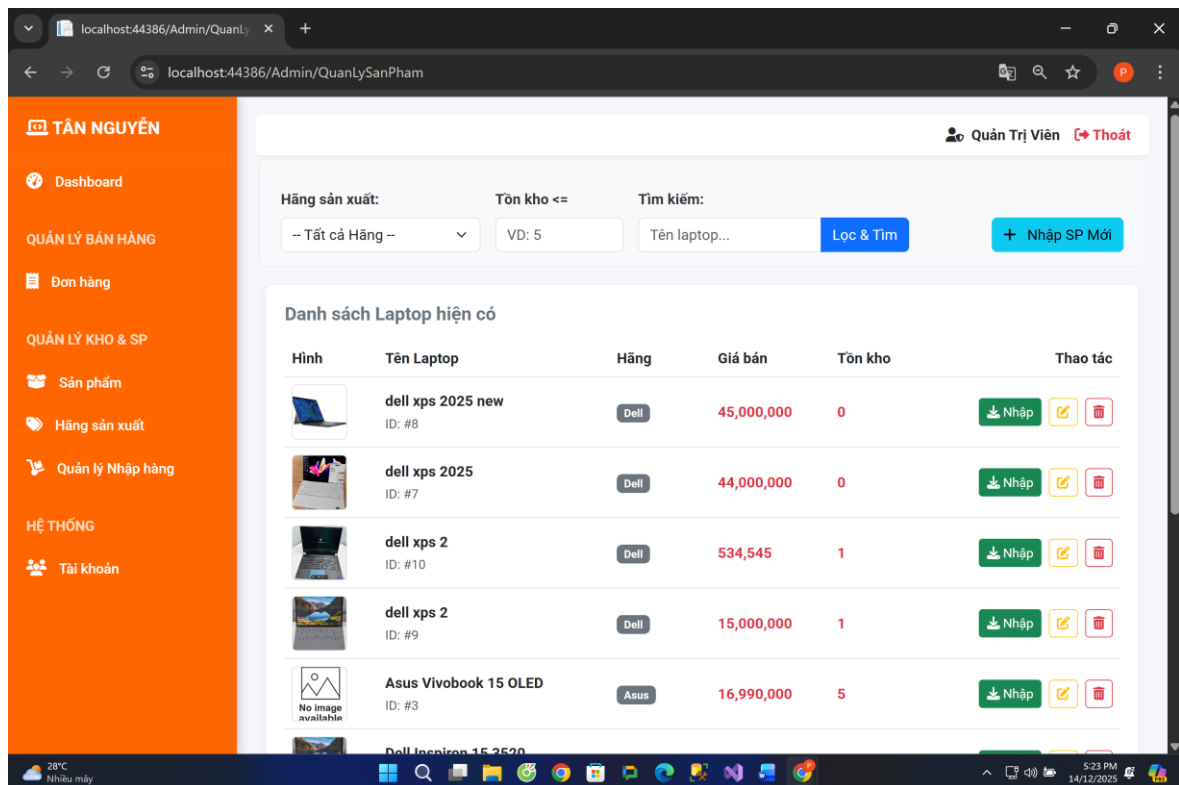 localhost:44386/Admin/QuanLy
localhost:44386/Admin/QuanLySanPham
P
TÂN NGUYỄN
Quản Trị Viên Thoát
Dashboard
QUẢN LÝ BÁN HÀNG
Đơn hàng
QUẢN LÝ KHO & SP
Sản phẩm
Hãng sản xuất
Quản lý Nhập hàng
HỆ THỐNG
Tài khoản
Hãng sản xuất: Tồn kho <= Tìm kiếm:
-- Tất cả Hãng -- VD: 5 Tên laptop... Lọc & Tìm + Nhập SP Mới
Danh sách Laptop hiện có
Hình Tên Laptop Hãng Giá bán Tồn kho Thao tác
dell xps 2025 new
ID: #8
Dell 45,000,000 0 Nhập
dell xps 2025
ID: #7
Dell 44,000,000 0 Nhập
dell xps 2
ID: #10
Dell 534,545 1 Nhập
dell xps 2
ID: #9
Dell 15,000,000 1 Nhập
No image
available
Asus Vivobook 15 OLED
ID: #3
Asus 16,990,000 5 Nhập
Dell Inspiron 15 3520
28°C
Nhiều mây
5:23 PM
14/12/2025